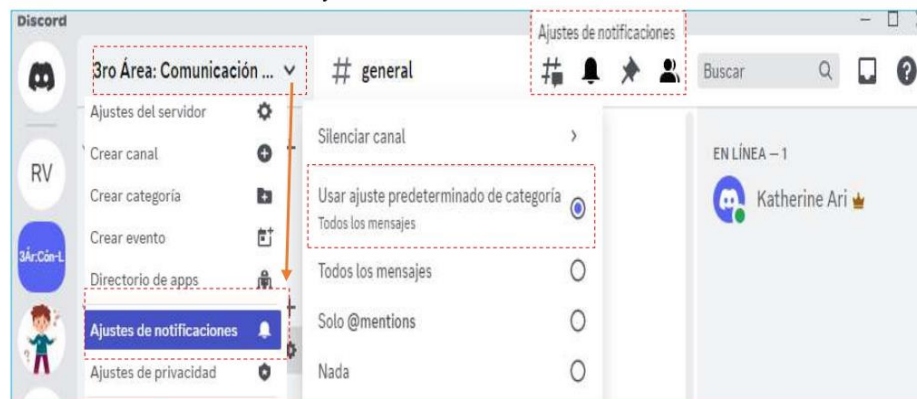 Discord
Ajustes de notificaciones
3ro Área: Comunicación ...
# general
Buscar
RV
3Ár:Cón-L
Ajustes del servidor
Crear canal
Crear categoría
Crear evento
Directorio de apps
Ajustes de notificaciones
Ajustes de privacidad
Silenciar canal
Usar ajuste predeterminado de categoría
Todos los mensajes
Todos los mensajes
Solo @mentions
Nada
EN LÍNEA — 1
Katherine Ari